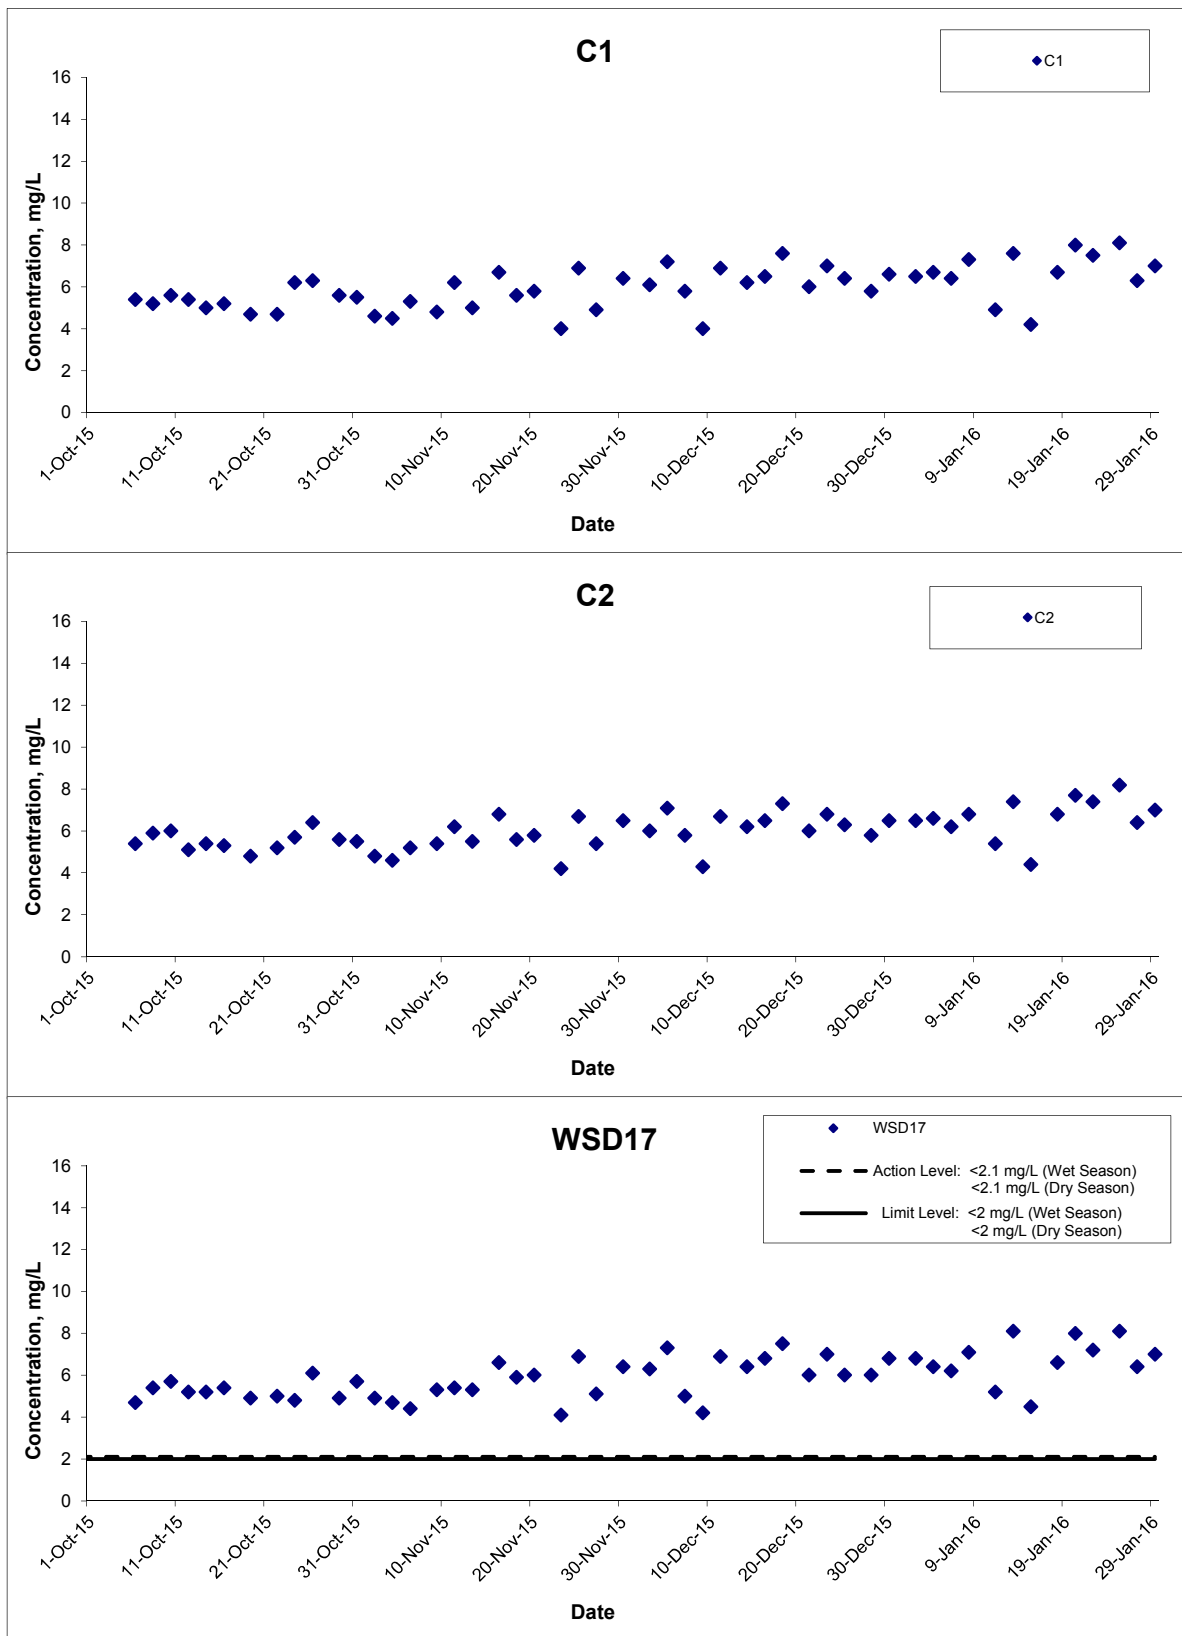 C1
C1
16
14
12
10
8
6
4
2
0
Concentration, mg/L
1-Oct-15
11-Oct-15
21-Oct-15
31-Oct-15
10-Nov-15
20-Nov-15
30-Nov-15
10-Dec-15
20-Dec-15
30-Dec-15
9-Jan-16
19-Jan-16
29-Jan-16
Date
C2
C2
16
14
12
10
8
6
4
2
0
Concentration, mg/L
1-Oct-15
11-Oct-15
21-Oct-15
31-Oct-15
10-Nov-15
20-Nov-15
30-Nov-15
10-Dec-15
20-Dec-15
30-Dec-15
9-Jan-16
19-Jan-16
29-Jan-16
Date
WSD17
WSD17
Action Level: <2.1 mg/L (Wet Season)
<2.1 mg/L (Dry Season)
Limit Level: <2 mg/L (Wet Season)
<2 mg/L (Dry Season)
16
14
12
10
8
6
4
2
0
Concentration, mg/L
1-Oct-15
11-Oct-15
21-Oct-15
31-Oct-15
10-Nov-15
20-Nov-15
30-Nov-15
10-Dec-15
20-Dec-15
30-Dec-15
9-Jan-16
19-Jan-16
29-Jan-16
Date